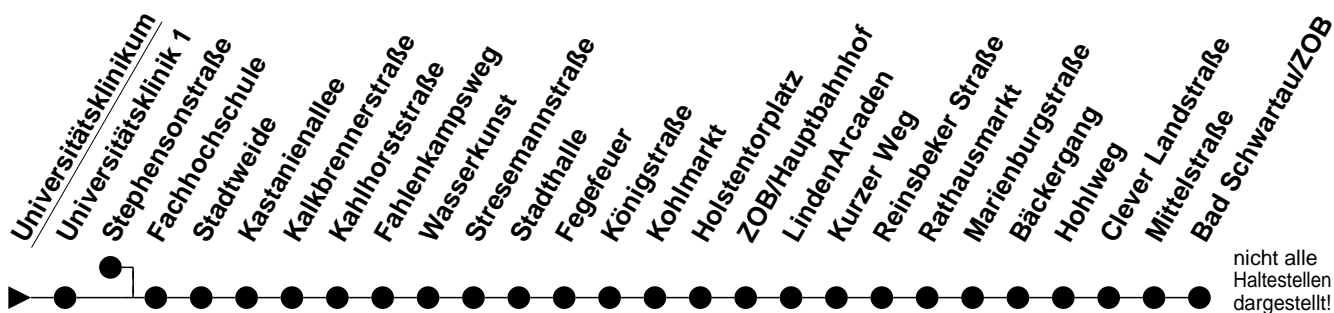 Universitätsklinikum
Universitätsklinik 1
Stephensonstraße
Fachhochschule
Stadtweide
Kastanienallee
Kalkbrennerstraße
Kahlhorststraße
Fahlenkampsweg
Wasserkunst
Stresemannstraße
Stadthalle
Fegefeuer
Königstraße
Kohlmarkt
Holstentorplatz
ZOB/Hauptbahnhof
LindenArcaden
Kurzer Weg
Reinsbeker Straße
Rathausmarkt
Marienburgstraße
Bäckergang
Hohlweg
Clever Landstraße
Mittelstraße
Bad Schwartau/ZOB
nicht alle
Haltestellen
dargestellt!